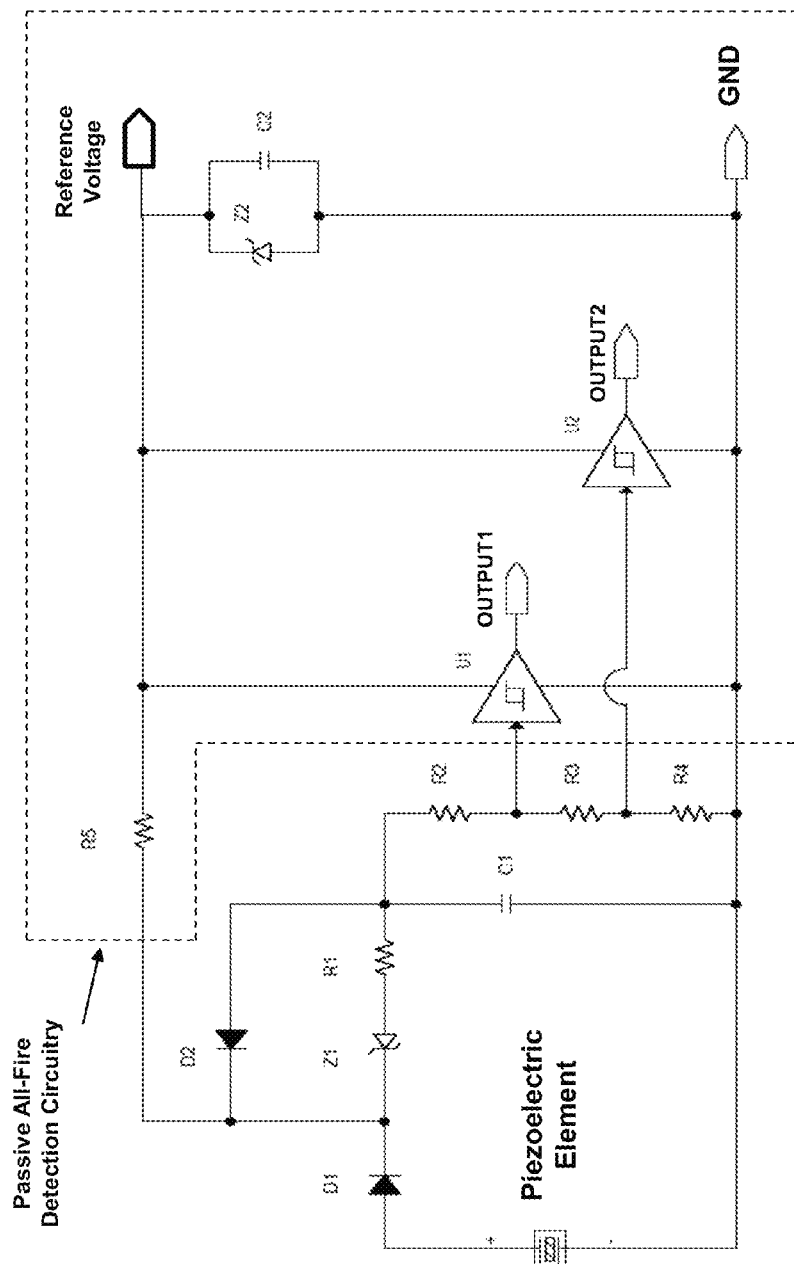 Passive All-Fire
Detection Circuitry
Reference
Voltage
R5
D2
Z2
C2
D1
Z1
R1
C1
R2
R3
R4
U1
U2
OUTPUT1
OUTPUT2
Piezoelectric
Element
+
-
GND